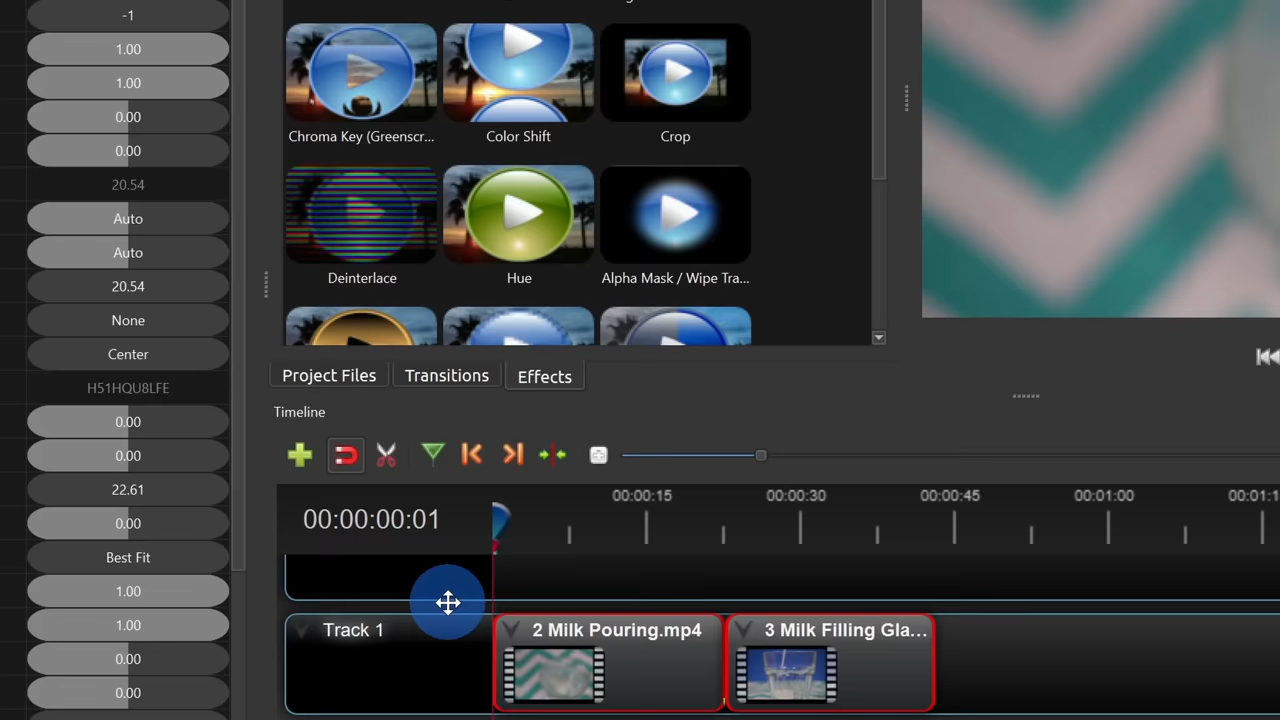 -1
1.00
1.00
0.00
0.00
20.54
Auto
Auto
20.54
None
Center
H51HQU8LFE
0.00
0.00
22.61
0.00
Best Fit
1.00
1.00
0.00
0.00
Chroma Key (Greenscr...
Color Shift
Crop
Deinterlace
Hue
Alpha Mask / Wipe Tra...
Project Files
Transitions
Effects
Timeline
00:00:00:01
00:00:15
00:00:30
00:00:45
00:01:00
00:01:1
Track 1
2 Milk Pouring.mp4
3 Milk Filling Gla...